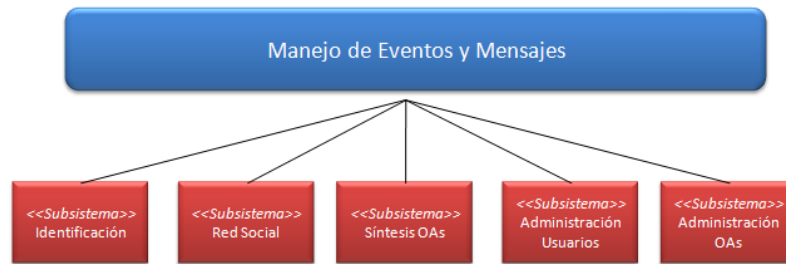 Manejo de Eventos y Mensajes
<<Subsistema>>
Identificación
<<Subsistema>>
Red Social
<<Subsistema>>
Síntesis OAs
<<Subsistema>>
Administración
Usuarios
<<Subsistema>>
Administración
OAs